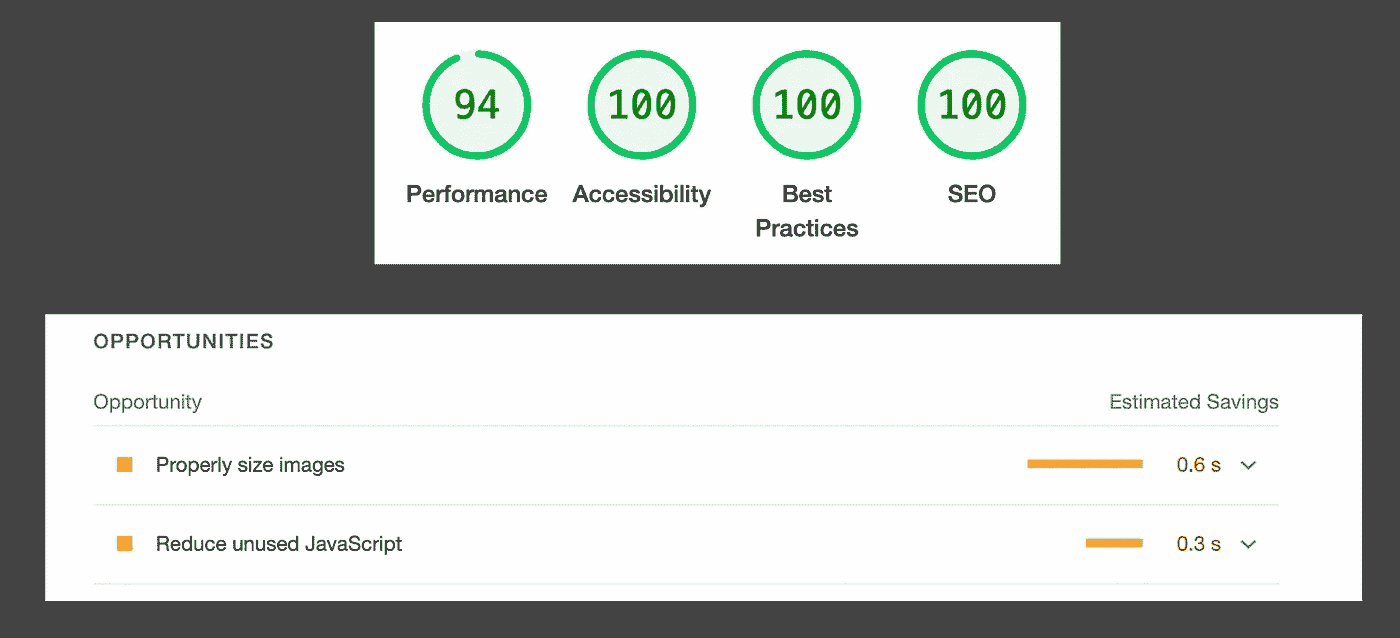 94 100 100 100
Performance Accessibility Best Practices SEO
OPPORTUNITIES
Opportunity Estimated Savings
Properly size images 0.6 s
Reduce unused JavaScript 0.3 s